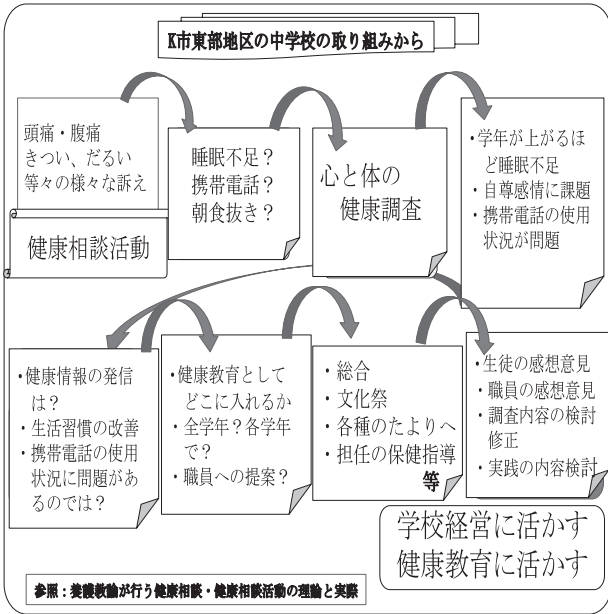 K市東部地区の中学校の取り組みから
頭痛・腹痛
きつい、だるい
等々の様々な訴え
健康相談活動
睡眠不足？
携帯電話？
朝食抜き？
心と体の
健康調査
・学年が上がるほ
ど睡眠不足
・自尊感情に課題
・携帯電話の使用
状況が問題
・健康情報の発信
は？
・生活習慣の改善
・携帯電話の使用
状況に問題があ
るのでは？
・健康教育として
どこに入れるか
・全学年？各学年
で？
・職員への提案？
・総合
・文化祭
・各種のたよりへ
・担任の保健指導
等
・生徒の感想意見
・職員の感想意見
・調査内容の検討
修正
・実践の内容検討
学校経営に活かす
健康教育に活かす
参照：養護教諭が行う健康相談・健康相談活動の理論と実際